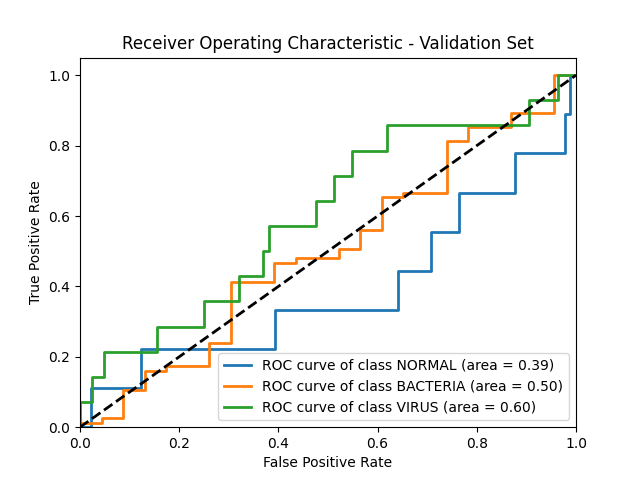 Receiver Operating Characteristic - Validation Set
True Positive Rate
1.0
0.8
0.6
0.4
0.2
0.0
ROC curve of class NORMAL (area = 0.39)
ROC curve of class BACTERIA (area = 0.50)
ROC curve of class VIRUS (area = 0.60)
0.0 0.2 0.4 0.6 0.8 1.0
False Positive Rate